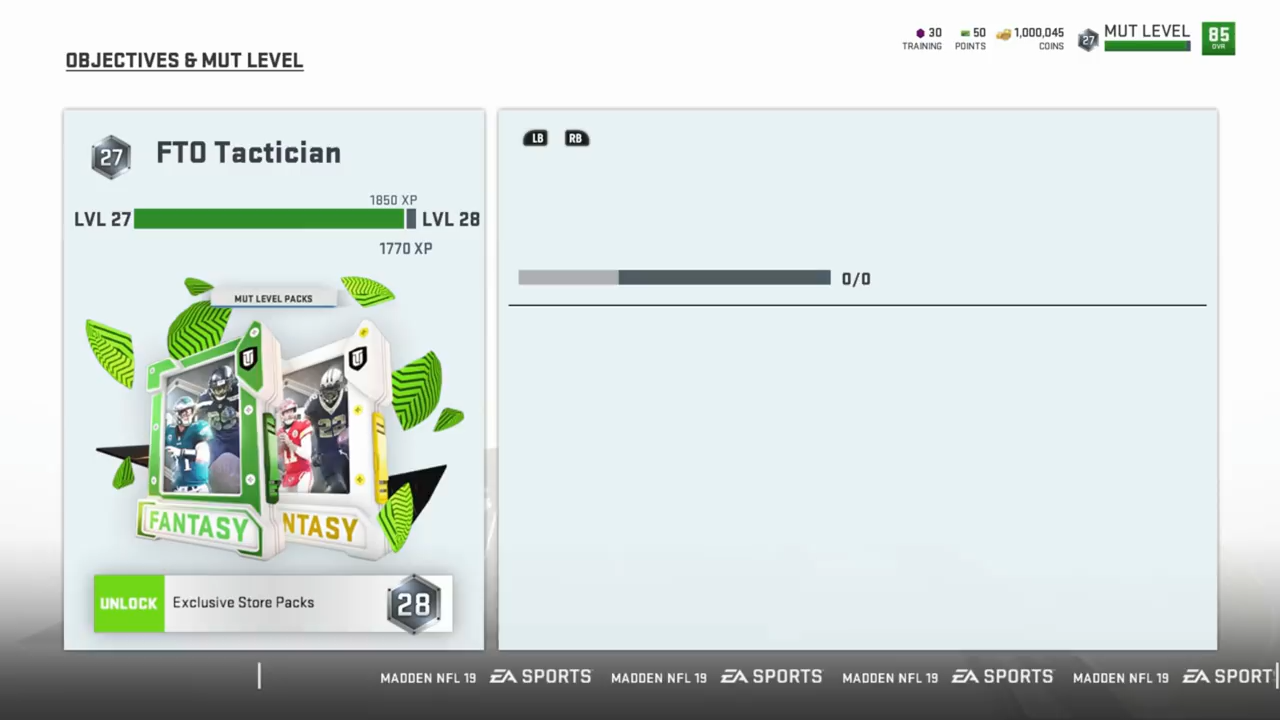 OBJECTIVES & MUT LEVEL
30
TRAINING
50
POINTS
1,000,045
COINS
27
MUT LEVEL
85
OVR
27
FTO Tactician
1850 XP
LVL 27
LVL 28
1770 XP
MUT LEVEL PACKS
FANTASY
NTASY
UNLOCK
Exclusive Store Packs
28
LB
RB
0/0
MADDEN NFL 19 EA SPORTS MADDEN NFL 19 EA SPORTS MADDEN NFL 19 EA SPORTS MADDEN NFL 19 EA SPORT